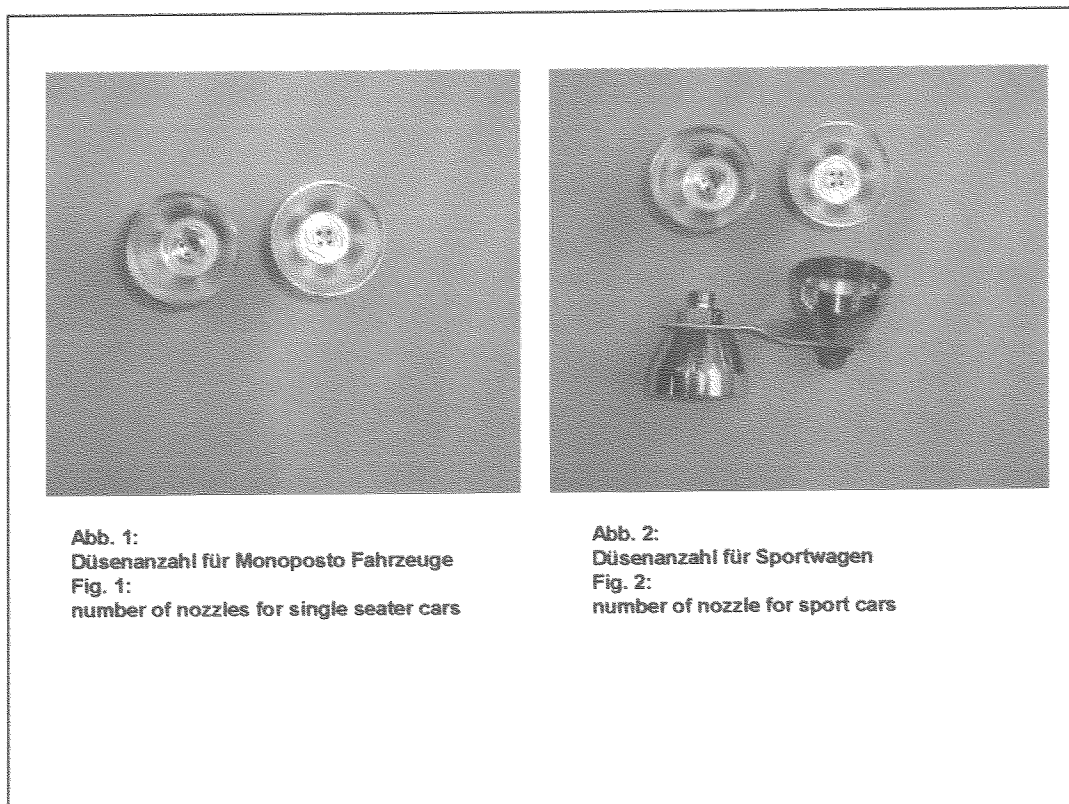 Abb. 1:
Düsenanzahl für Monoposto Fahrzeuge
Fig. 1:
number of nozzles for single seater cars
Abb. 2:
Düsenanzahl für Sportwagen
Fig. 2:
number of nozzle for sport cars